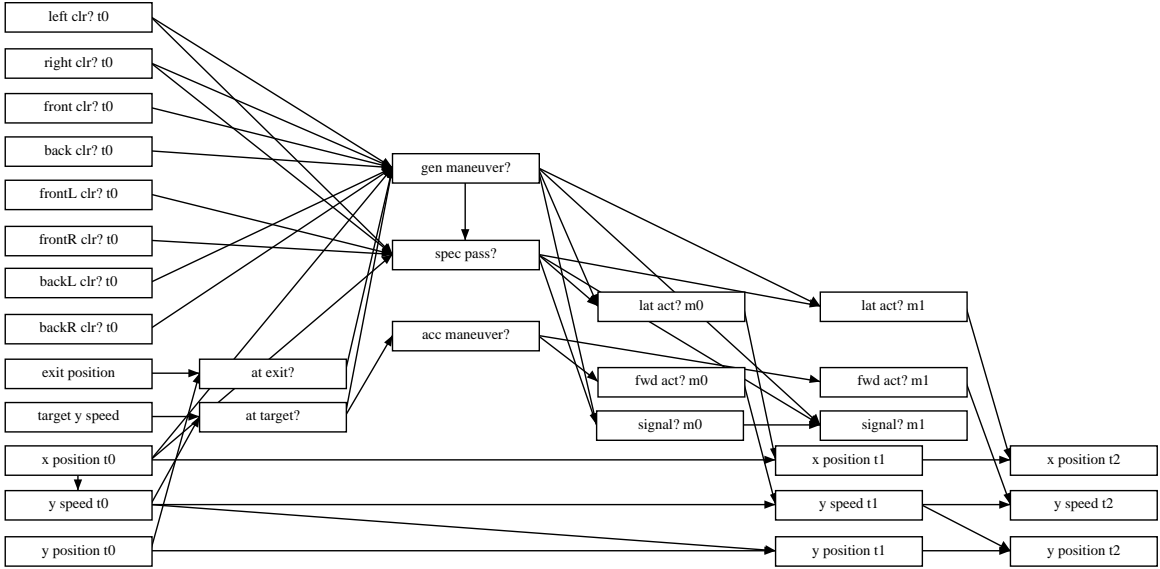 left clr? t0
right clr? t0
front clr? t0
back clr? t0
gen maneuver?
frontL clr? t0
frontR clr? t0
spec pass?
backL clr? t0
lat act? m0
lat act? m1
backR clr? t0
acc maneuver?
exit position
at exit?
fwd act? m0
fwd act? m1
target y speed
at target?
signal? m0
signal? m1
x position t0
x position t1
x position t2
y speed t0
y speed t1
y speed t2
y position t0
y position t1
y position t2